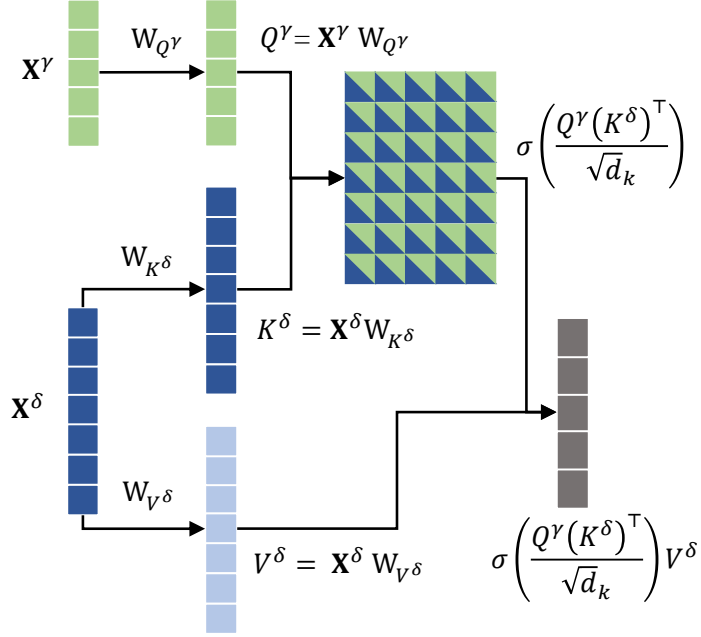 W_{Q^γ}
Q^γ = X^γ W_{Q^γ}
X^γ
σ(Q^γ(K^δ)^⊤/√d_k)
W_{K^δ}
K^δ = X^δ W_{K^δ}
X^δ
W_{V^δ}
V^δ = X^δ W_{V^δ}
σ(Q^γ(K^δ)^⊤/√d_k)V^δ